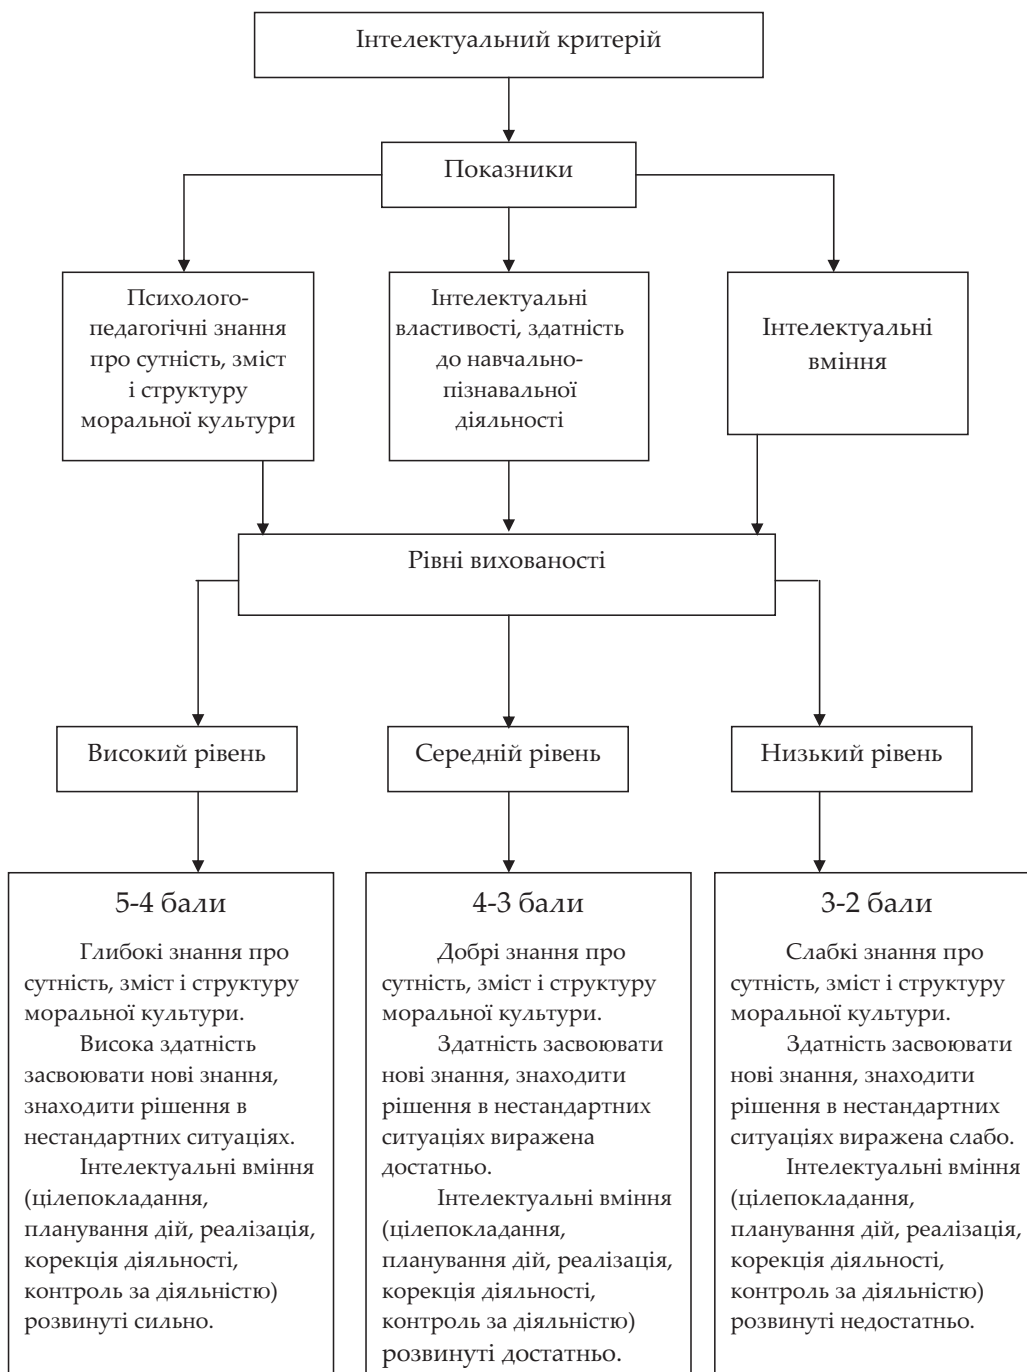 Інтелектуальний критерій
Показники
Психолого-
педагогічні знання
про сутність, зміст
і структуру
моральної культури
Інтелектуальні
властивості, здатність
до навчально-
пізнавальної
діяльності
Інтелектуальні
вміння
Рівні вихованості
Високий рівень
Середній рівень
Низький рівень
5-4 бали
Глибокі знання про
сутність, зміст і структуру
моральної культури.
Висока здатність
засвоювати нові знання,
знаходити рішення в
нестандартних ситуаціях.
Інтелектуальні вміння
(цілепокладання,
планування дій, реалізація,
корекція діяльності,
контроль за діяльністю)
розвинуті сильно.
4-3 бали
Добрі знання про
сутність, зміст і структуру
моральної культури.
Здатність засвоювати
нові знання, знаходити
рішення в нестандартних
ситуаціях виражена
достатньо.
Інтелектуальні вміння
(цілепокладання,
планування дій, реалізація,
корекція діяльності,
контроль за діяльністю)
розвинуті достатньо.
3-2 бали
Слабкі знання про
сутність, зміст і структуру
моральної культури.
Здатність засвоювати
нові знання, знаходити
рішення в нестандартних
ситуаціях виражена слабо.
Інтелектуальні вміння
(цілепокладання,
планування дій, реалізація,
корекція діяльності,
контроль за діяльністю)
розвинуті недостатньо.